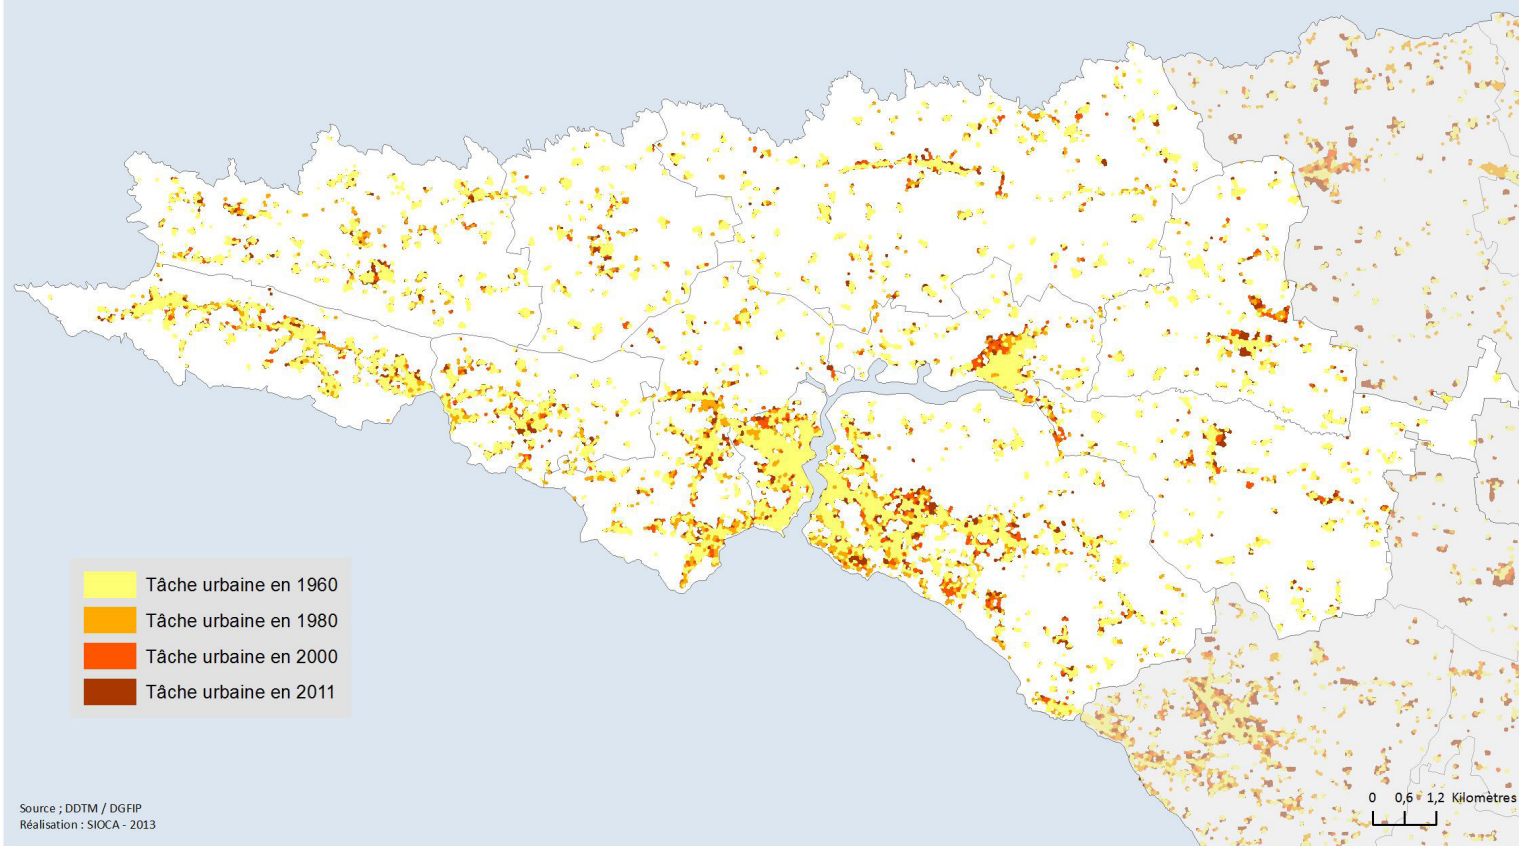 Tâche urbaine en 1960
Tâche urbaine en 1980
Tâche urbaine en 2000
Tâche urbaine en 2011
Source ; DDTM / DGFIP
Réalisation : SIOCA - 2013
0 0,6 1,2 Kilomètres